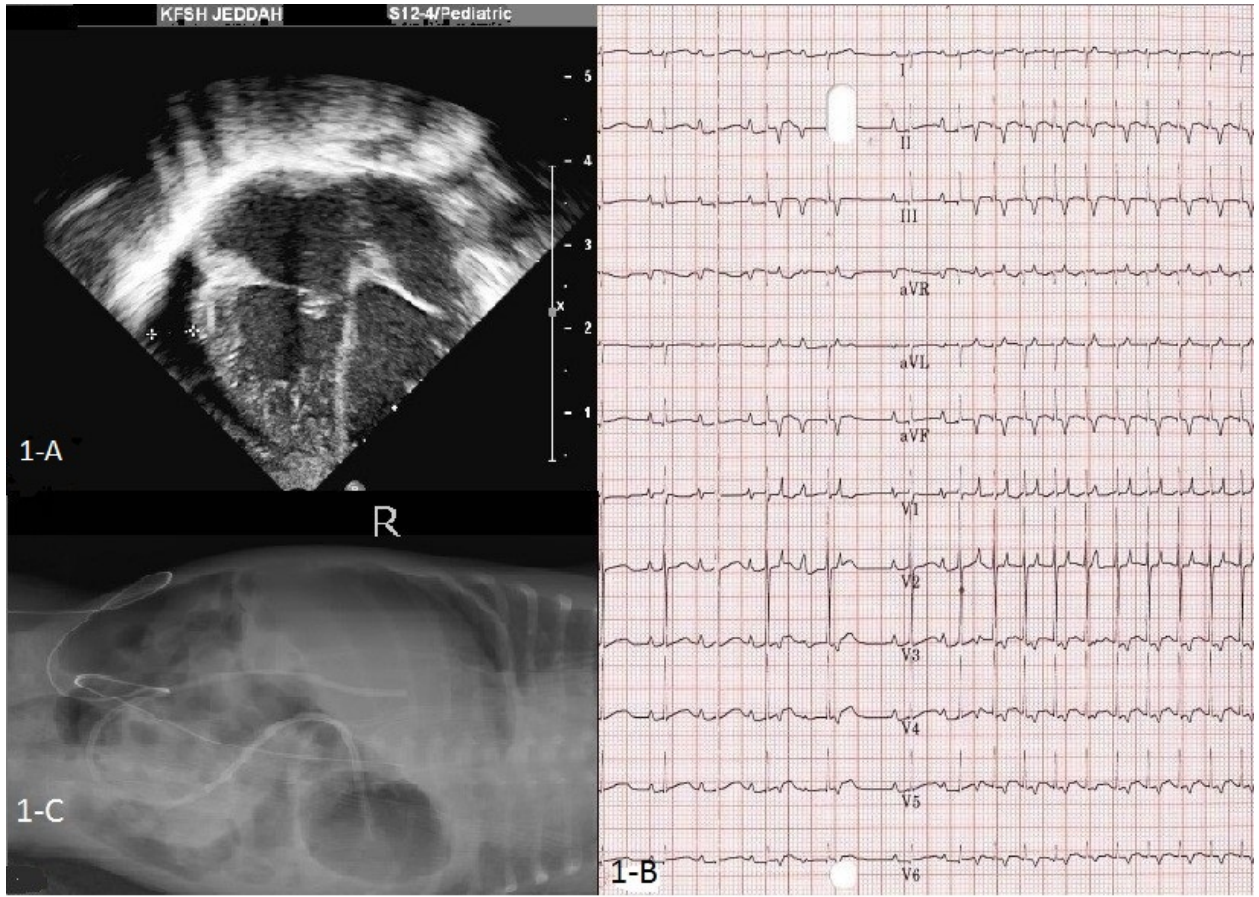 KFSH JEDDAH
S12-4/Pediatric
5
4
3
x
2
1
1-A
R
1-C
I
II
III
aVR
aVL
aVF
V1
V2
V3
V4
V5
V6
1-B